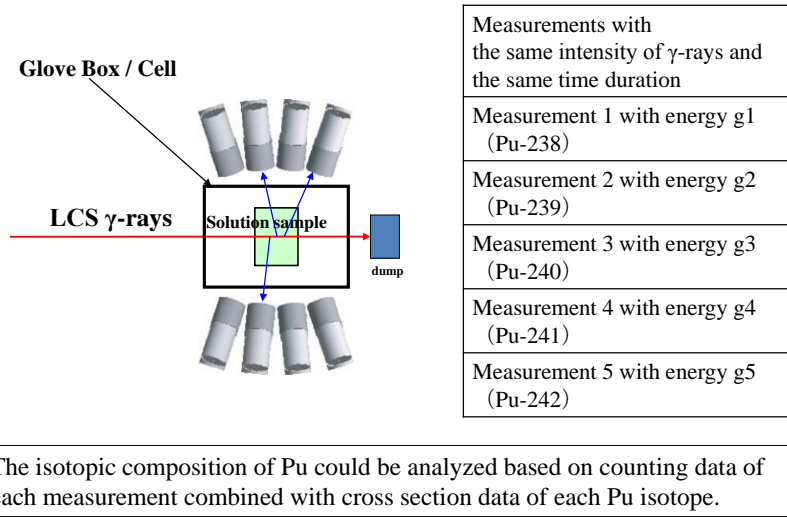 Glove Box / Cell
LCS γ-rays
Solution sample
dump
Measurements with
the same intensity of γ-rays and
the same time duration
Measurement 1 with energy g1
（Pu-238）
Measurement 2 with energy g2
（Pu-239）
Measurement 3 with energy g3
（Pu-240）
Measurement 4 with energy g4
（Pu-241）
Measurement 5 with energy g5
（Pu-242）
The isotopic composition of Pu could be analyzed based on counting data of
each measurement combined with cross section data of each Pu isotope.